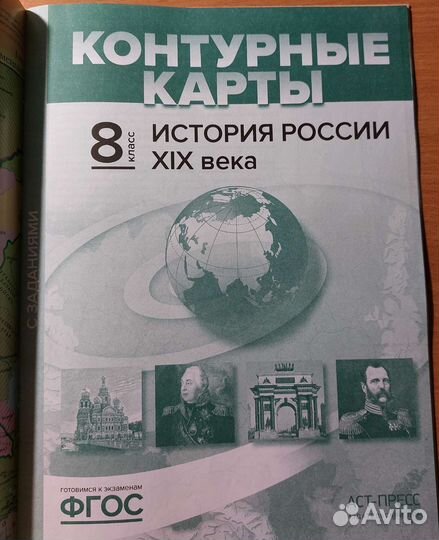 КОНТУРНЫЕ
КАРТЫ
8 класс
ИСТОРИЯ РОССИИ
XIX века
С ЗАДАНИЯМИ
готовимся к экзаменам
ФГОС
АСТ-ПРЕСС
Avito